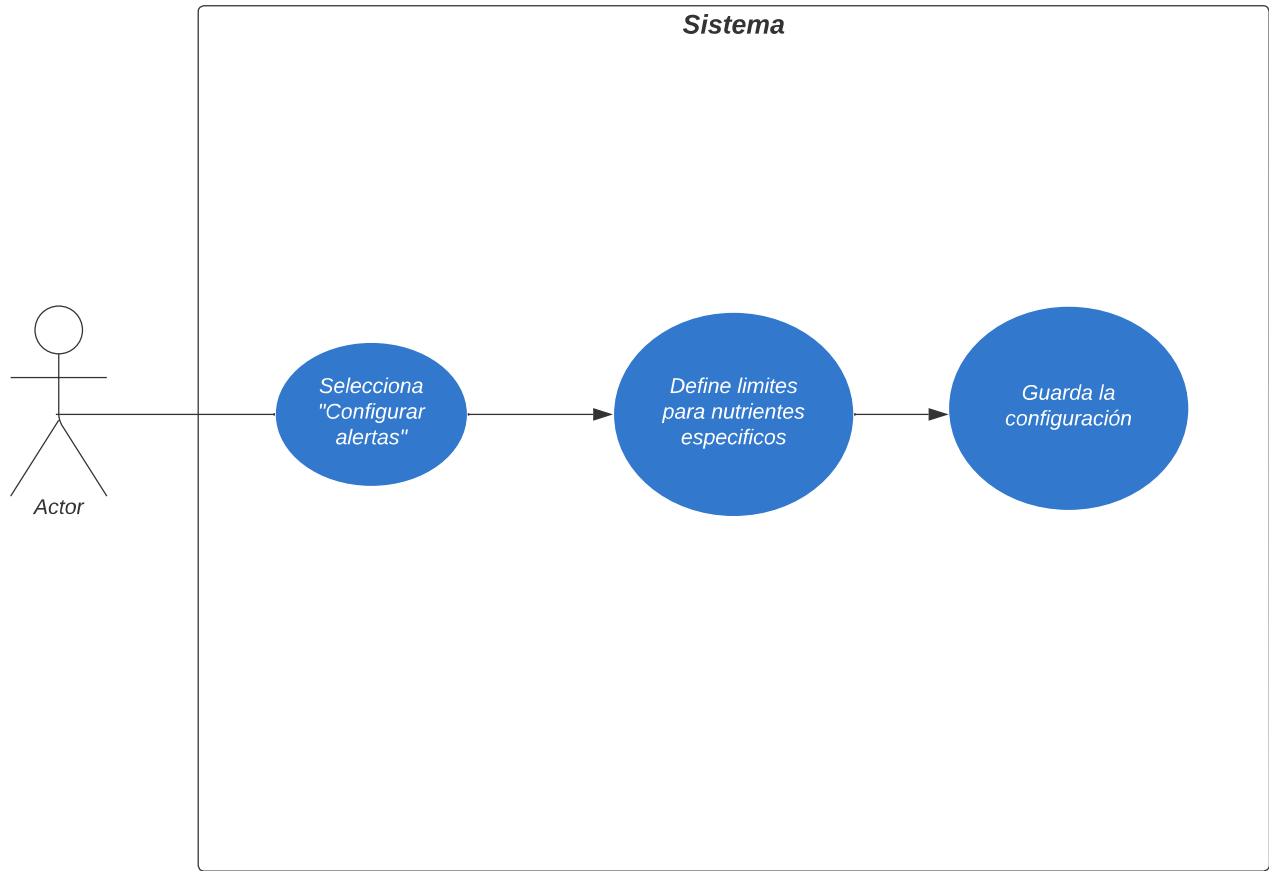 Sistema
Selecciona
"Configurar
alertas"
Define limites
para nutrientes
especificos
Guarda la
configuración
Actor